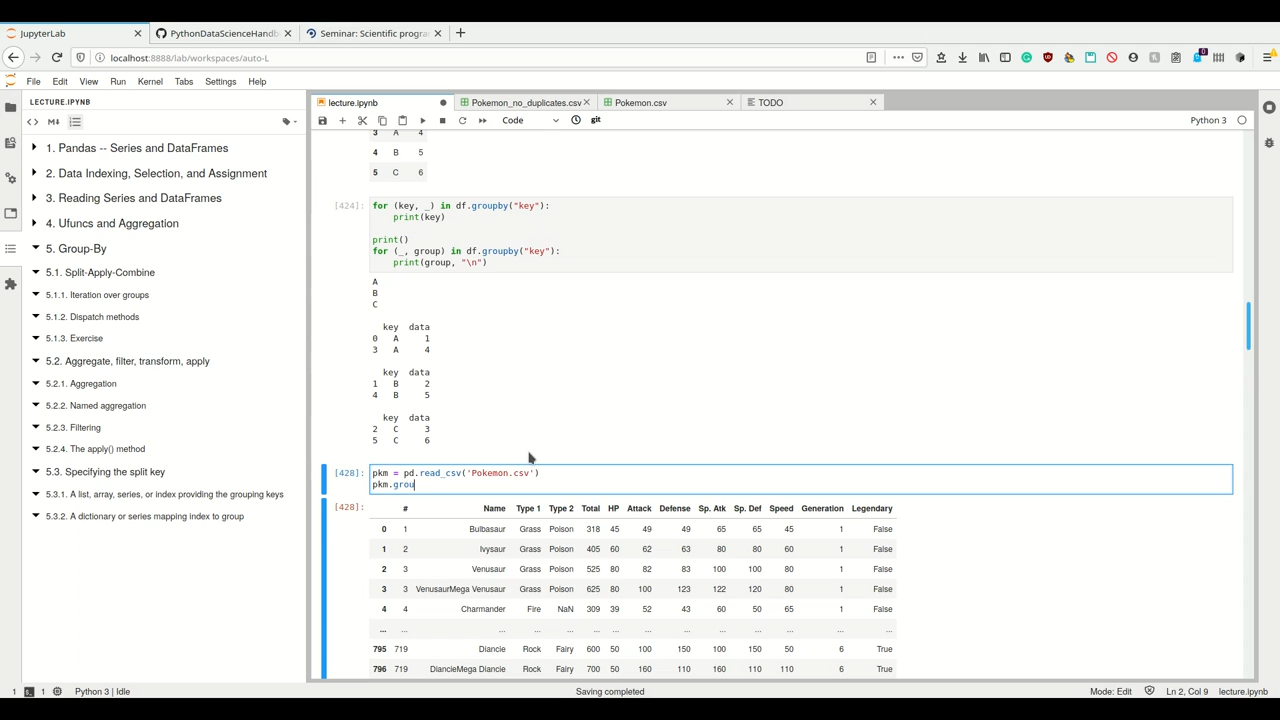 JupyterLab
PythonDataScienceHandb
Seminar: Scientific progra
localhost:8888/lab/workspaces/auto-L
0
File Edit View Run Kernel Tabs Settings Help
LECTURE.IPYNB
1. Pandas -- Series and DataFrames
2. Data Indexing, Selection, and Assignment
3. Reading Series and DataFrames
4. Ufuncs and Aggregation
5. Group-By
5.1. Split-Apply-Combine
5.1.1. Iteration over groups
5.1.2. Dispatch methods
5.1.3. Exercise
5.2. Aggregate, filter, transform, apply
5.2.1. Aggregation
5.2.2. Named aggregation
5.2.3. Filtering
5.2.4. The apply() method
5.3. Specifying the split key
5.3.1. A list, array, series, or index providing the grouping keys
5.3.2. A dictionary or series mapping index to group
lecture.ipynb
Pokemon_no_duplicates.csv
Pokemon.csv
TODO
Code
git
Python 3
3 A 4
4 B 5
5 C 6
[424]:
for (key, _) in df.groupby("key"):
print(key)
print()
for (_, group) in df.groupby("key"):
print(group, "\n")
A
B
C
key data
0 A 1
3 A 4
key data
1 B 2
4 B 5
key data
2 C 3
5 C 6
[428]:
pkm = pd.read_csv('Pokemon.csv')
pkm.grou
[428]:
# Name Type 1 Type 2 Total HP Attack Defense Sp. Atk Sp. Def Speed Generation Legendary
0 1 Bulbasaur Grass Poison 318 45 49 49 65 65 45 1 False
1 2 Ivysaur Grass Poison 405 60 62 63 80 80 60 1 False
2 3 Venusaur Grass Poison 525 80 82 83 100 100 80 1 False
3 3 VenusaurMega Venusaur Grass Poison 625 80 100 123 122 120 80 1 False
4 4 Charmander Fire NaN 309 39 52 43 60 50 65 1 False
... ... ... ... ... ... ... ... ... ... ... ... ... ...
795 719 Diancie Rock Fairy 600 50 100 150 100 150 50 6 True
796 719 DiancieMega Diancie Rock Fairy 700 50 160 110 160 110 110 6 True
1 1 Python 3 | Idle
Saving completed
Mode: Edit
Ln 2, Col 9
lecture.ipynb